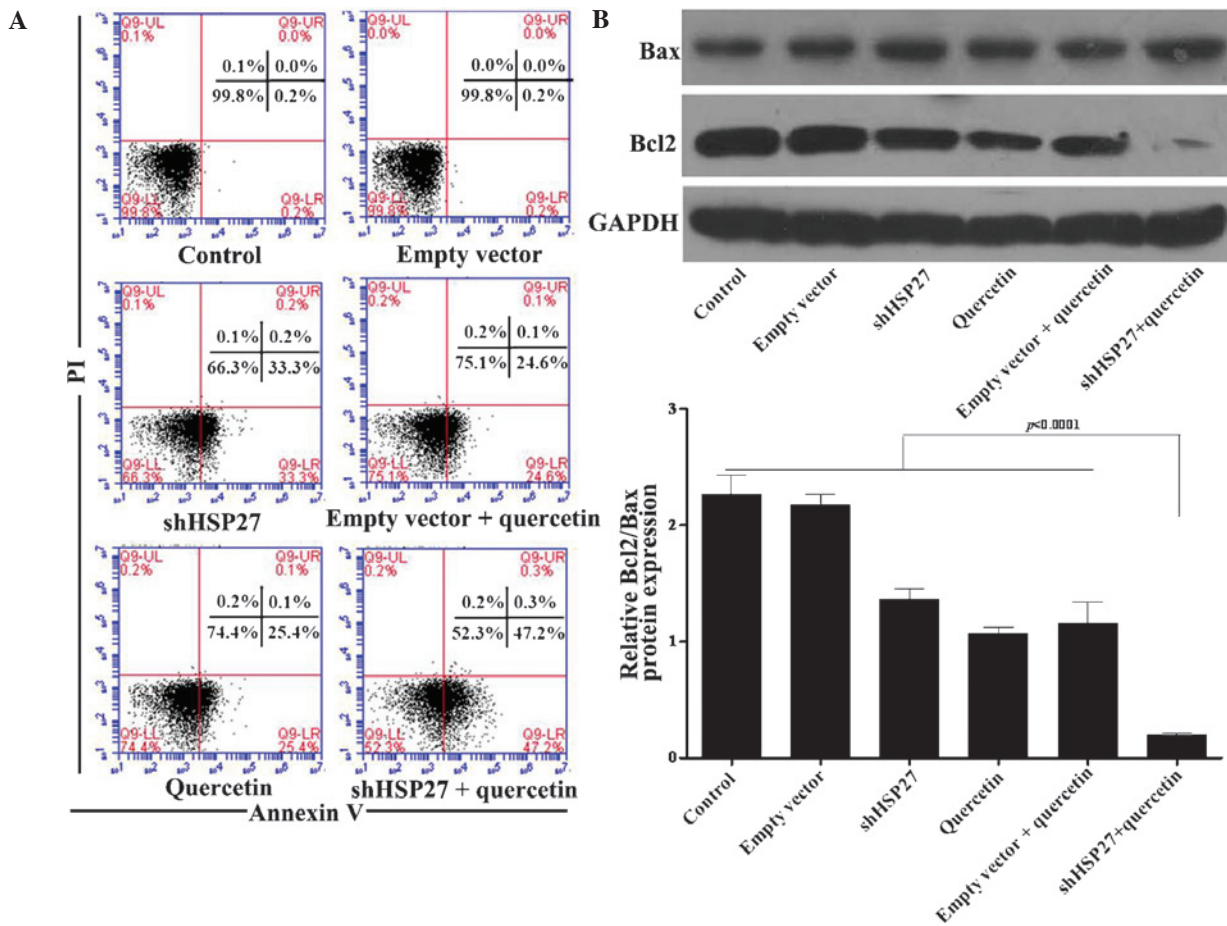 A
PI
Q9-UL
0.1%
Q9-UR
0.0%
0.1% 0.0%
99.8% 0.2%
Q9-LL
99.8%
Q9-LR
0.2%
Control
Q9-UL
0.0%
Q9-UR
0.0%
0.0% 0.0%
99.8% 0.2%
Q9-LL
99.8%
Q9-LR
0.2%
Empty vector
Q9-UL
0.1%
Q9-UR
0.2%
0.1% 0.2%
66.3% 33.3%
Q9-LL
66.3%
Q9-LR
33.3%
shHSP27
Q9-UL
0.2%
Q9-UR
0.1%
0.2% 0.1%
75.1% 24.6%
Q9-LL
75.1%
Q9-LR
24.6%
Empty vector + quercetin
Q9-UL
0.2%
Q9-UR
0.1%
0.2% 0.1%
74.4% 25.4%
Q9-LL
74.4%
Q9-LR
25.4%
Quercetin
Q9-UL
0.2%
Q9-UR
0.3%
0.2% 0.3%
52.3% 47.2%
Q9-LL
52.3%
Q9-LR
47.2%
shHSP27 + quercetin
Annexin V
B
Bax
Bcl2
GAPDH
Control
Empty vector
shHSP27
Quercetin
Empty vector + quercetin
shHSP27+quercetin
Relative Bcl2/Bax
protein expression
3
2
1
0
p<0.0001
Control
Empty vector
shHSP27
Quercetin
Empty vector + quercetin
shHSP27+quercetin